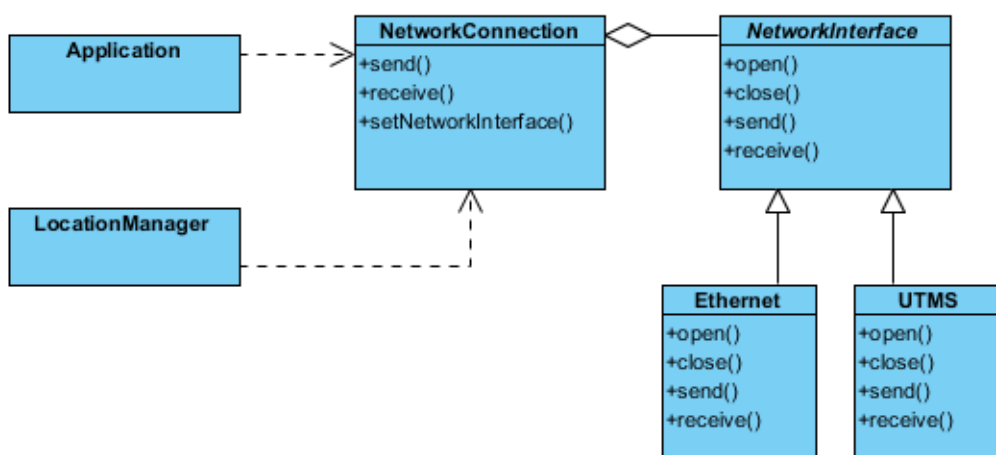 Application
NetworkConnection
+send()
+receive()
+setNetworkInterface()
NetworkInterface
+open()
+close()
+send()
+receive()
LocationManager
Ethernet
+open()
+close()
+send()
+receive()
UTMS
+open()
+close()
+send()
+receive()